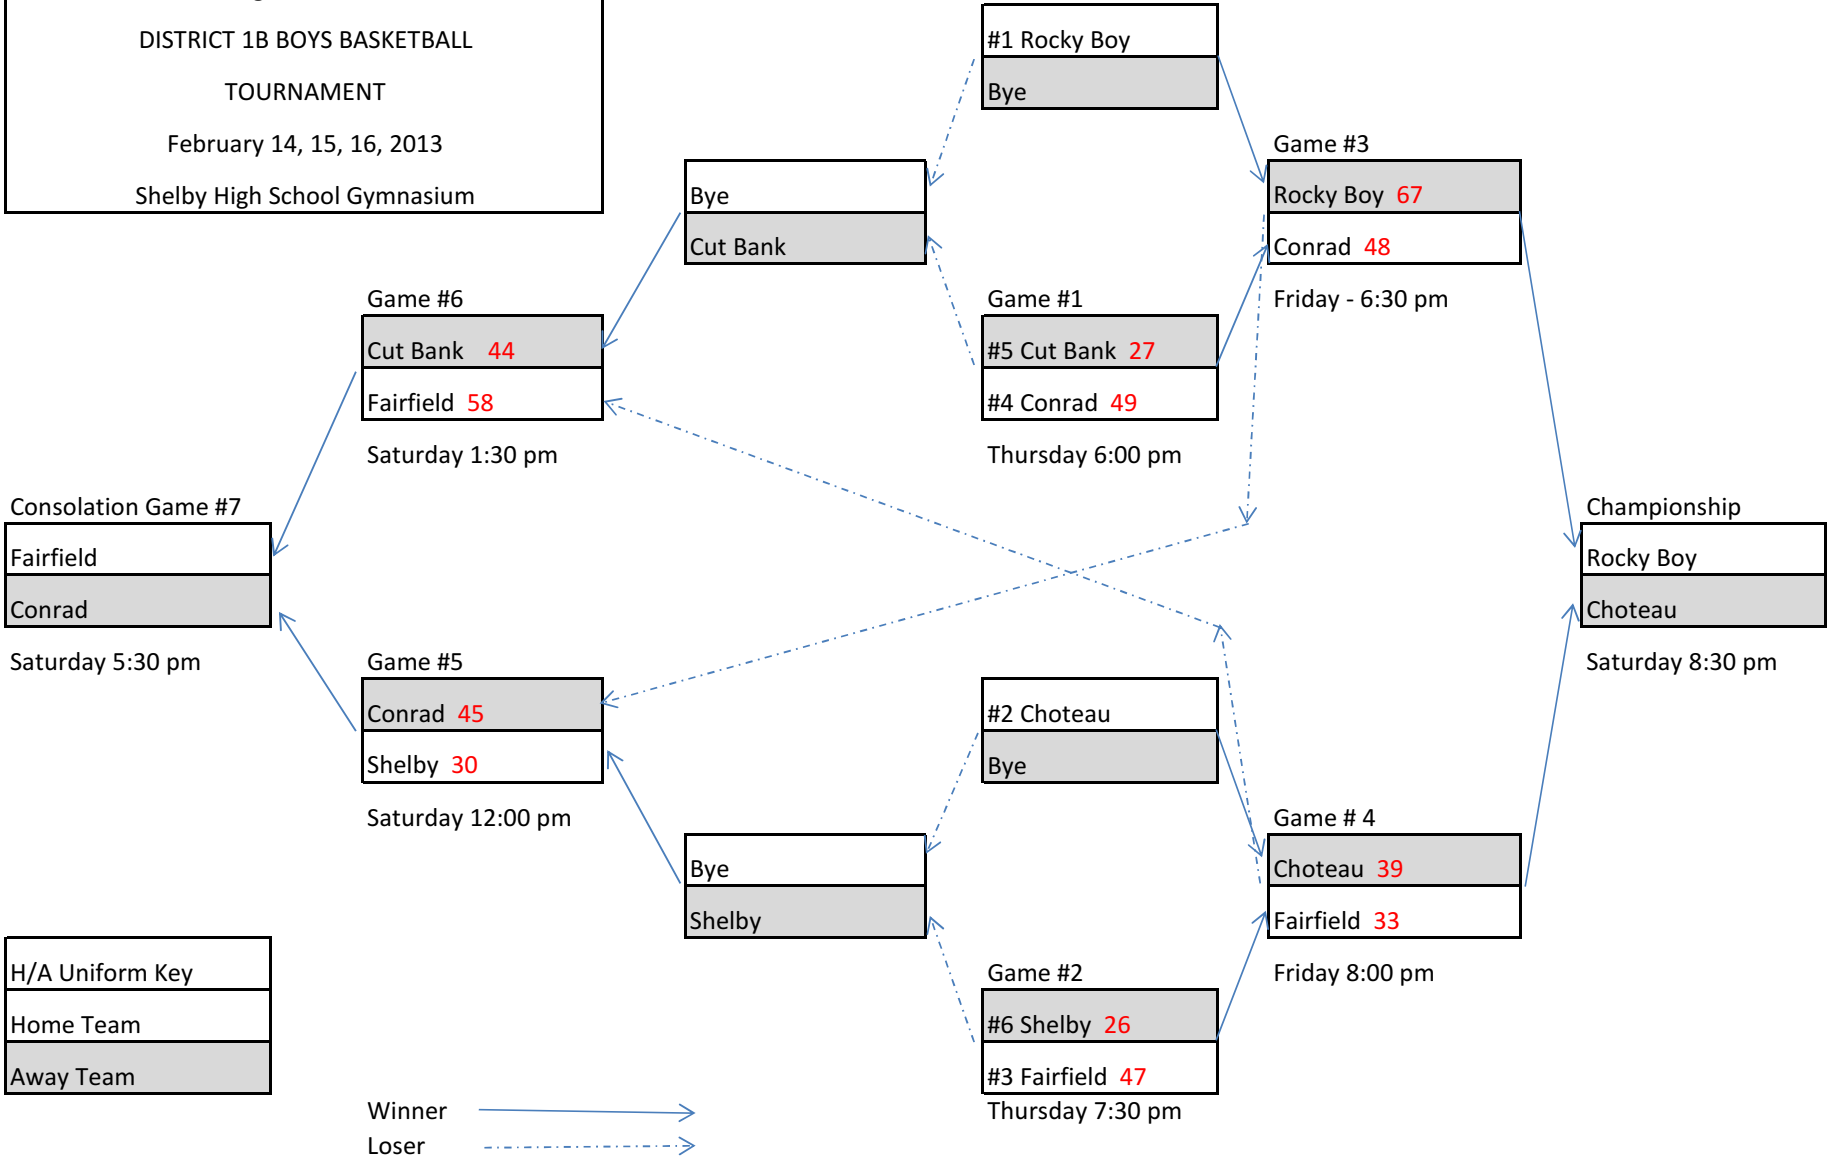 DISTRICT 1B BOYS BASKETBALL
TOURNAMENT
February 14, 15, 16, 2013
Shelby High School Gymnasium
#1 Rocky Boy
Bye
Game #3
Rocky Boy 67
Conrad 48
Friday - 6:30 pm
Bye
Cut Bank
Game #6
Cut Bank 44
Fairfield 58
Saturday 1:30 pm
Game #1
#5 Cut Bank 27
#4 Conrad 49
Thursday 6:00 pm
Consolation Game #7
Fairfield
Conrad
Saturday 5:30 pm
Championship
Rocky Boy
Choteau
Saturday 8:30 pm
Game #5
Conrad 45
Shelby 30
Saturday 12:00 pm
#2 Choteau
Bye
Game # 4
Choteau 39
Fairfield 33
Friday 8:00 pm
Bye
Shelby
Game #2
#6 Shelby 26
#3 Fairfield 47
Thursday 7:30 pm
H/A Uniform Key
Home Team
Away Team
Winner
Loser